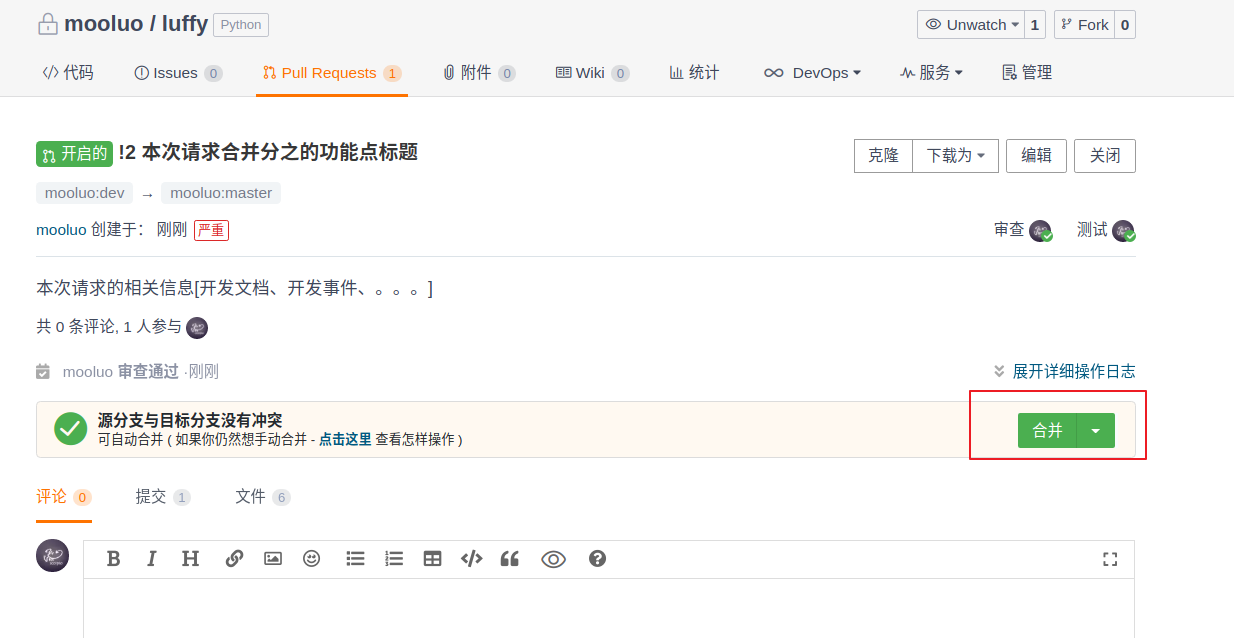 mooluo / luffy Python Unwatch 1 Fork 0
代码 Issues 0 Pull Requests 1 附件 0 Wiki 0 统计 DevOps 服务 管理
开启的 !2 本次请求合并分之的功能点标题 克隆 下载为 编辑 关闭
mooluo:dev → mooluo:master
mooluo 创建于: 刚刚 严重 审查 测试
本次请求的相关信息[开发文档、开发事件、。。。]
共 0 条评论, 1 人参与
mooluo 审查通过 ·刚刚 展开详细操作日志
源分支与目标分支没有冲突
可自动合并 ( 如果你仍然想手动合并 - 点击这里 查看怎样操作 )
合并
评论 0 提交 1 文件 6
B I H